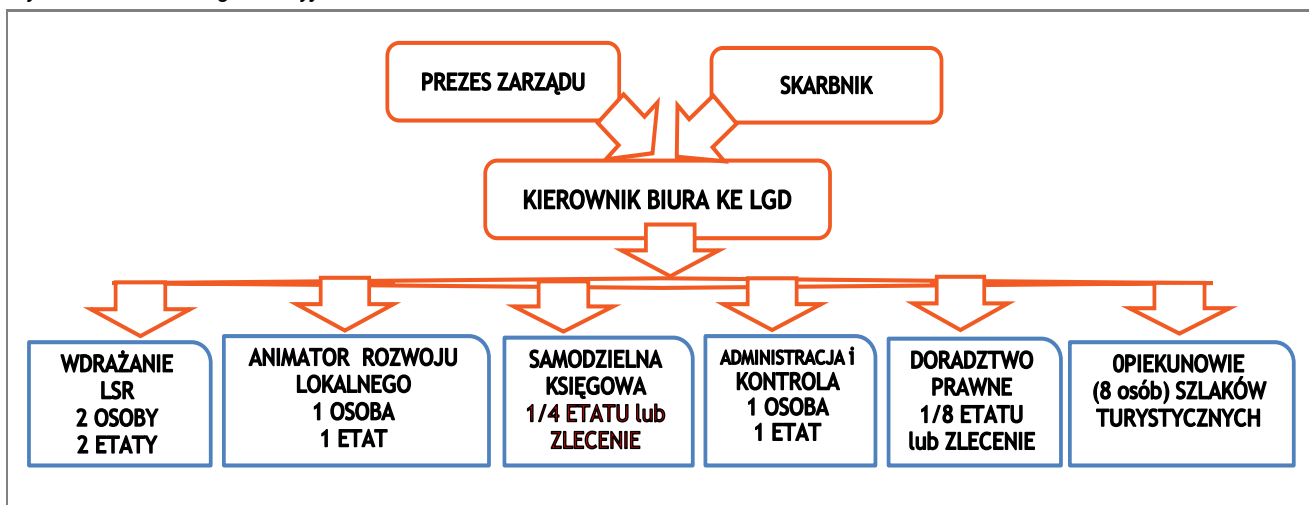 PREZES ZARZĄDU
SKARBNIK
KIEROWNIK BIURA KE LGD
WDRAŻANIE
LSR
2 OSOBY
2 ETATY
ANIMATOR ROZWOJU
LOKALNEGO
1 OSOBA
1 ETAT
SAMODZIELNA
KSIĘGOWA
1/4 ETATU lub
ZLECENIE
ADMINISTRACJA i
KONTROLA
1 OSOBA
1 ETAT
DORADZTWO
PRAWNE
1/8 ETATU
lub ZLECENIE
0PIEKUNOWIE
(8 osób) SZLAKÓW
TURYSTYCZNYCH